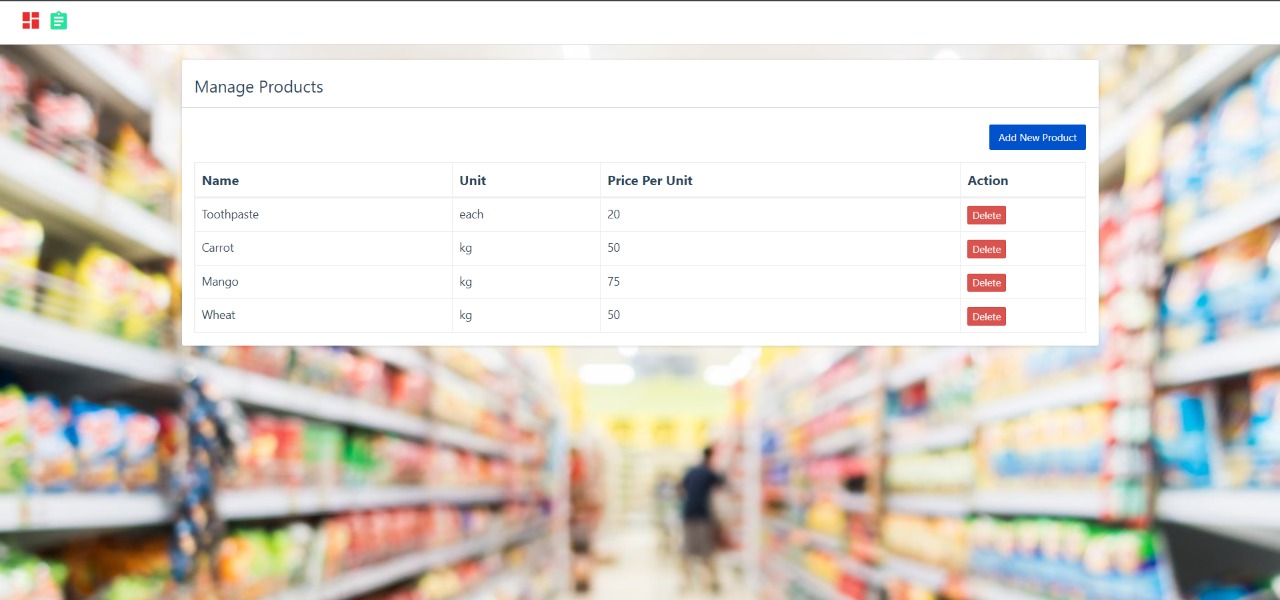 Manage Products
Add New Product
Name Unit Price Per Unit Action
Toothpaste each 20 Delete
Carrot kg 50 Delete
Mango kg 75 Delete
Wheat kg 50 Delete